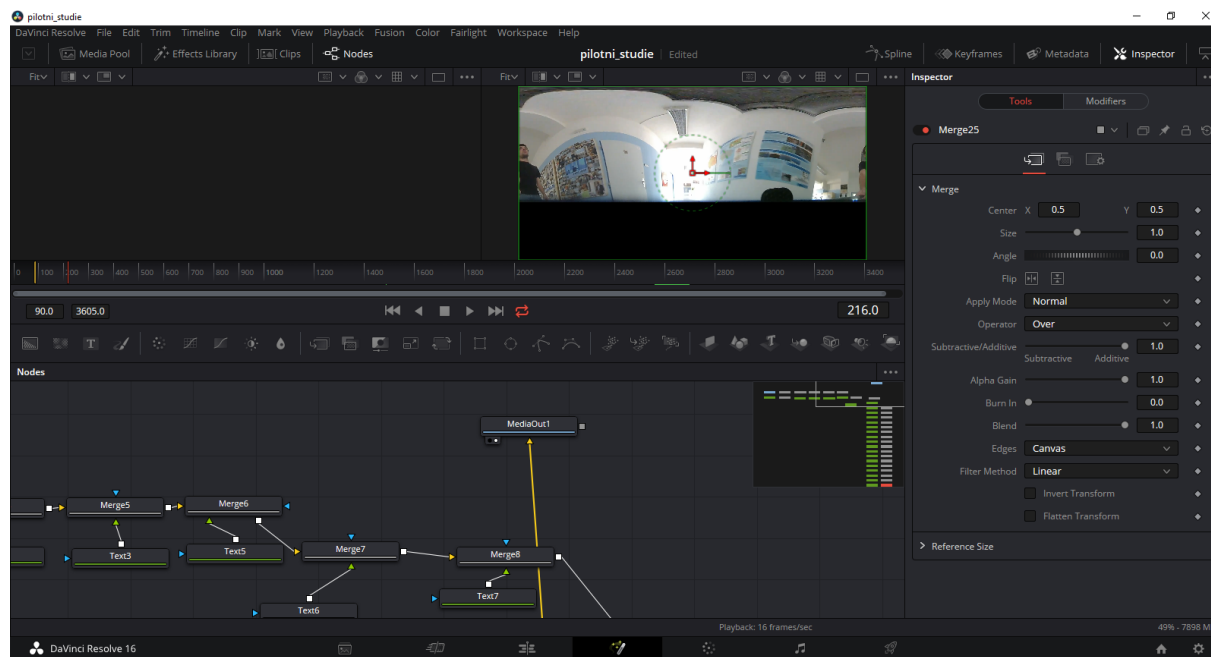 pilotni_studie
DaVinci Resolve File Edit Trim Timeline Clip Mark View Playback Fusion Color Fairlight Workspace Help
Media Pool Effects Library Clips Nodes pilotni_studie Edited Spline Keyframes Metadata Inspector
Fit Fit Inspector
Tools Modifiers
Merge25
Merge
Center X 0.5 Y 0.5
Size 1.0
Angle 0.0
Flip
Apply Mode Normal
Operator Over
Subtractive/Additive 1.0
Subtractive Additive
Alpha Gain 1.0
Burn In 0.0
Blend 1.0
Edges Canvas
Filter Method Linear
Invert Transform
Flatten Transform
Reference Size
0 100 200 300 400 500 600 700 800 900 1000 1200 1400 1600 1800 2000 2200 2400 2600 2800 3000 3200 3400
90.0 3605.0 216.0
T
Nodes
MediaOut1
Merge5 Merge6
Text3 Text5 Merge7 Merge8
Text6 Text7
Playback: 16 frames/sec 49% - 7898 M
DaVinci Resolve 16